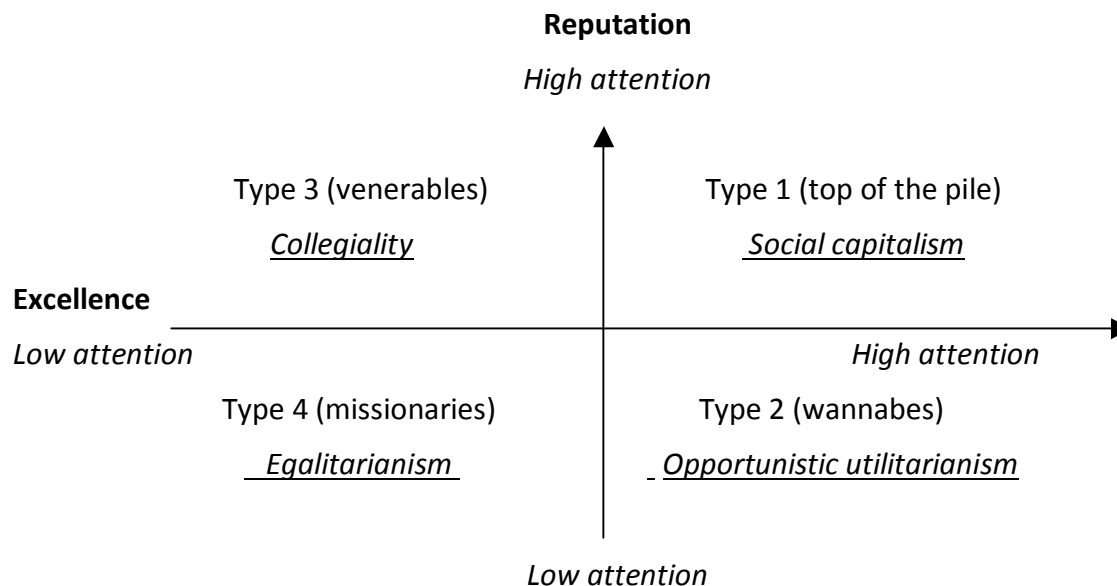 Reputation
High attention
Type 3 (venerables)
Type 1 (top of the pile)
Collegiality
Social capitalism
Excellence
Low attention
High attention
Type 4 (missionaries)
Type 2 (wannabes)
Egalitarianism
Opportunistic utilitarianism
Low attention